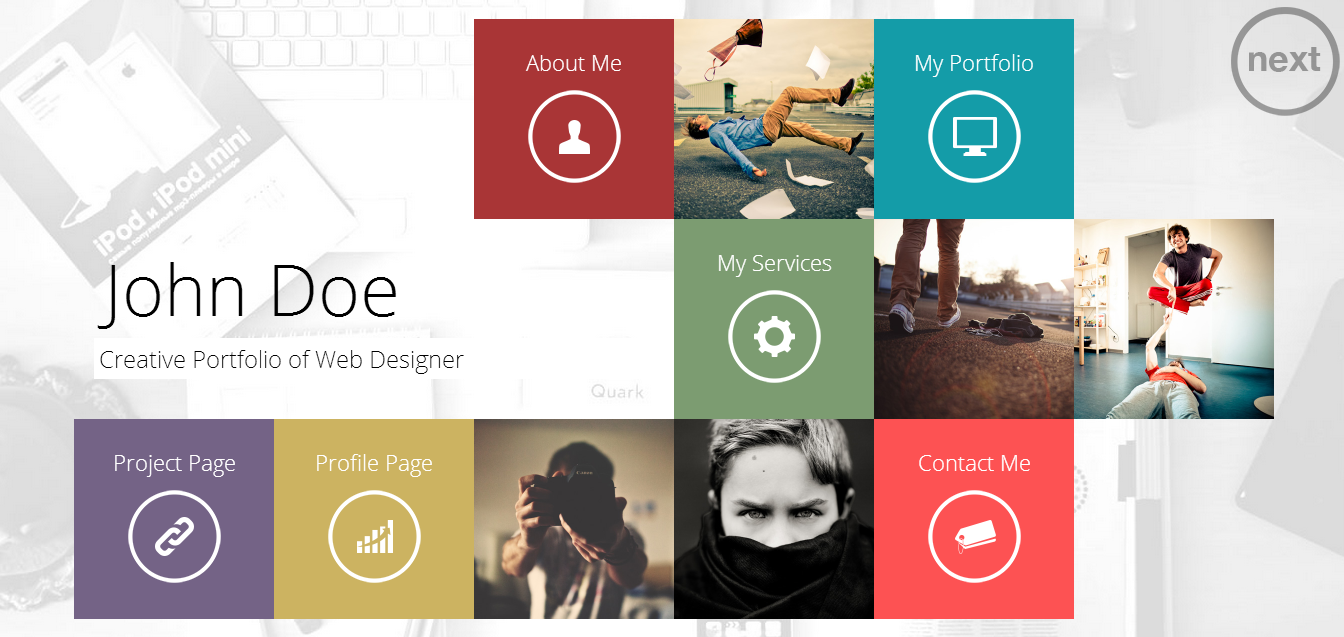 About Me
My Portfolio
next
iPod и iPod mini
My Services
John Doe
Creative Portfolio of Web Designer
Quark
Project Page
Profile Page
Canon
Contact Me